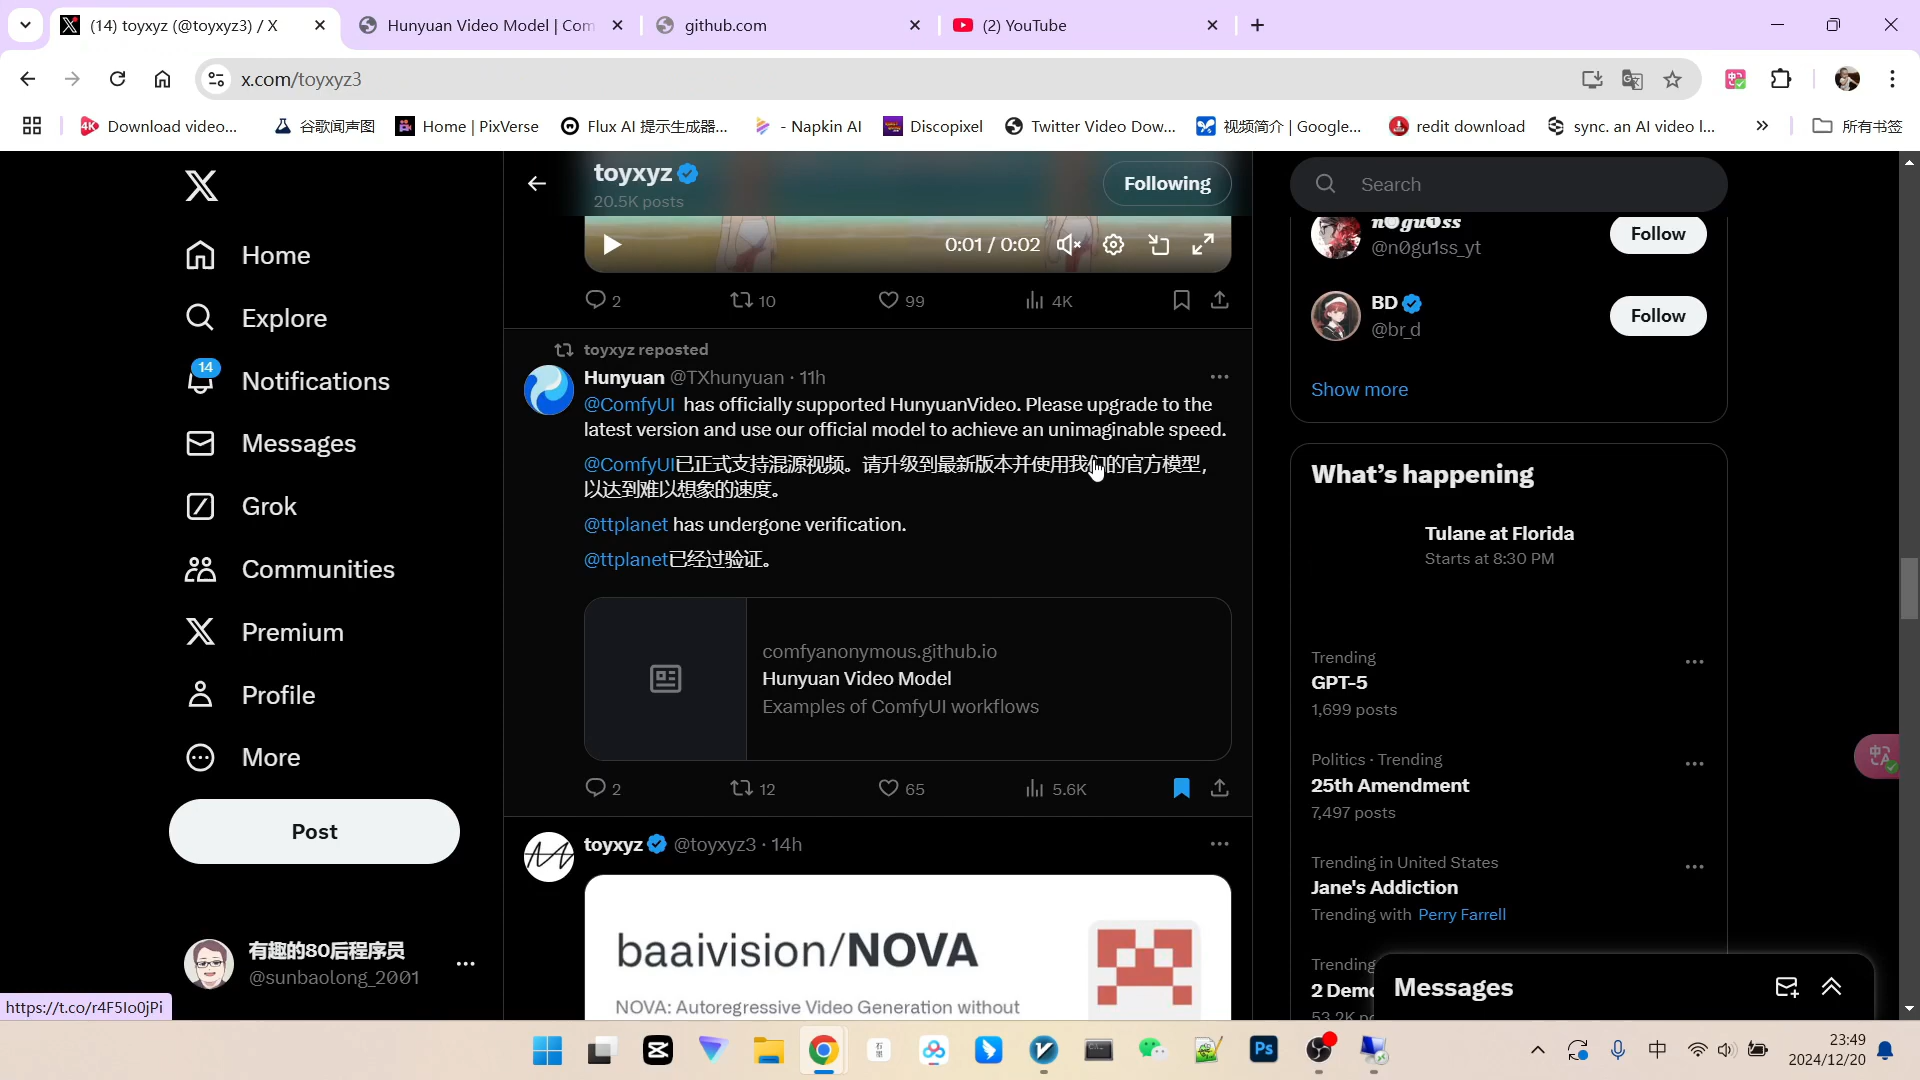 (14) toyxyz (@toyxyz3) / X
Hunyuan Video Model | Com
github.com
(2) YouTube
x.com/toyxyz3
Download video...
谷歌闻声图
Home | PixVerse
Flux AI 提示生成器...
- Napkin AI
Discopixel
Twitter Video Dow...
视频简介 | Google...
redit download
sync. an AI video l...
所有书签
Home
Explore
14
Notifications
Messages
Grok
Communities
Premium
Profile
More
Post
有趣的80后程序员
@sunbaolong_2001
https://t.co/r4F5Io0jPi
toyxyz
20.5K posts
Following
0:01 / 0:02
2
10
99
4K
toyxyz reposted
Hunyuan @TXhunyuan · 11h
@ComfyUI has officially supported HunyuanVideo. Please upgrade to the
latest version and use our official model to achieve an unimaginable speed.
@ComfyUI已正式支持混源视频。请升级到最新版本并使用我们的官方模型，
以达到难以想象的速度。
@ttplanet has undergone verification.
@ttplanet已经过验证。
comfyanonymous.github.io
Hunyuan Video Model
Examples of ComfyUI workflows
2
12
65
5.6K
toyxyz @toyxyz3 · 14h
baaivision/NOVA
NOVA: Autoregressive Video Generation without
Search
n0gu1ss
@n0gu1ss_yt
Follow
BD
@br_d
Follow
Show more
What's happening
Tulane at Florida
Starts at 8:30 PM
Trending
GPT-5
1,699 posts
Politics · Trending
25th Amendment
7,497 posts
Trending in United States
Jane's Addiction
Trending with Perry Farrell
Trending
2 Demo
53.2K
Messages
中
23:49
2024/12/20